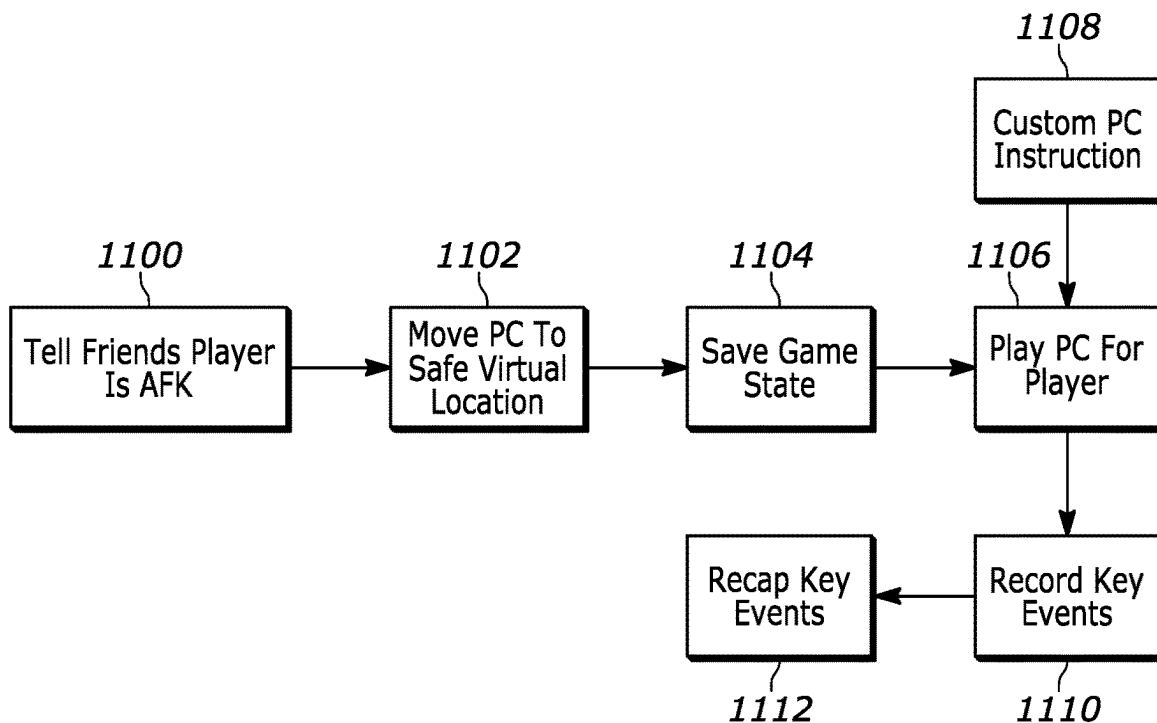 1108
Custom PC
Instruction
1100
1102
1104
1106
Tell Friends Player
Is AFK
Move PC To
Safe Virtual
Location
Save Game
State
Play PC For
Player
Recap Key
Events
Record Key
Events
1112
1110